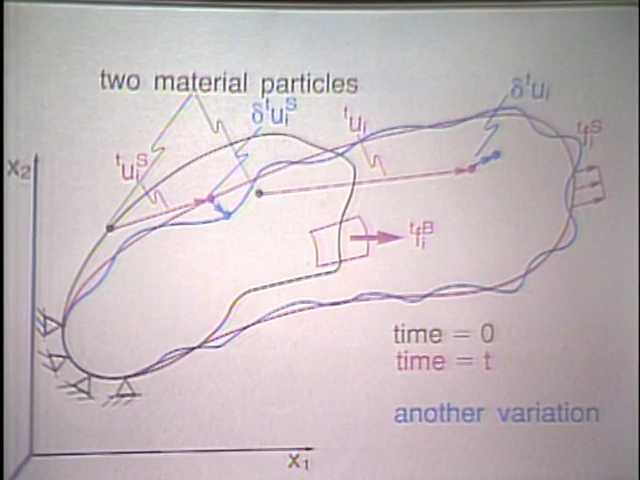 two material particles
δᵗuᵢ
δᵗuᵢˢ
ᵗuᵢ
ᵗfᵢˢ
x₂
ᵗuᵢˢ
ᵗfᵢᴮ
time = 0
time = t
another variation
x₁